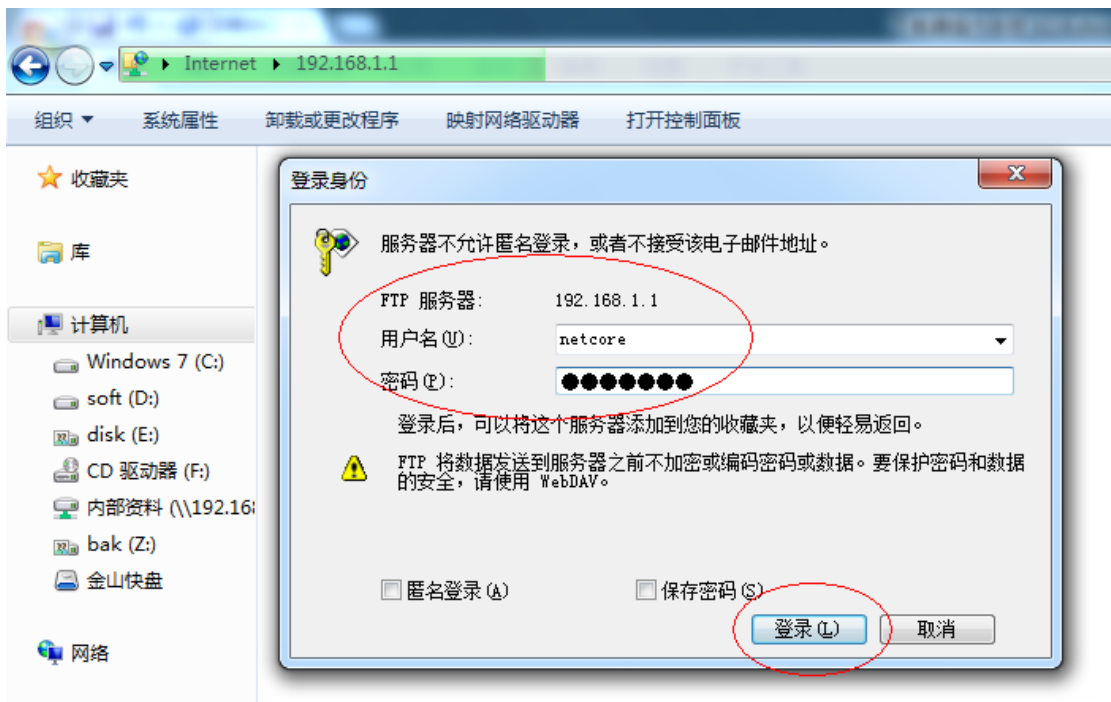 Internet 192.168.1.1
组织 系统属性 卸载或更改程序 映射网络驱动器 打开控制面板
收藏夹
库
计算机
Windows 7 (C:)
soft (D:)
disk (E:)
CD 驱动器 (F:)
内部资料 (\\192.168
bak (Z:)
金山快盘
网络
登录身份
服务器不允许匿名登录，或者不接受该电子邮件地址。
FTP 服务器: 192.168.1.1
用户名(U): netcore
密码(P): ●●●●●●●
登录后，可以将这个服务器添加到您的收藏夹，以便轻易返回。
FTP 将数据发送到服务器之前不加密或编码密码或数据。要保护密码和数据
的安全，请使用 WebDAV。
匿名登录(A) 保存密码(S)
登录(L) 取消